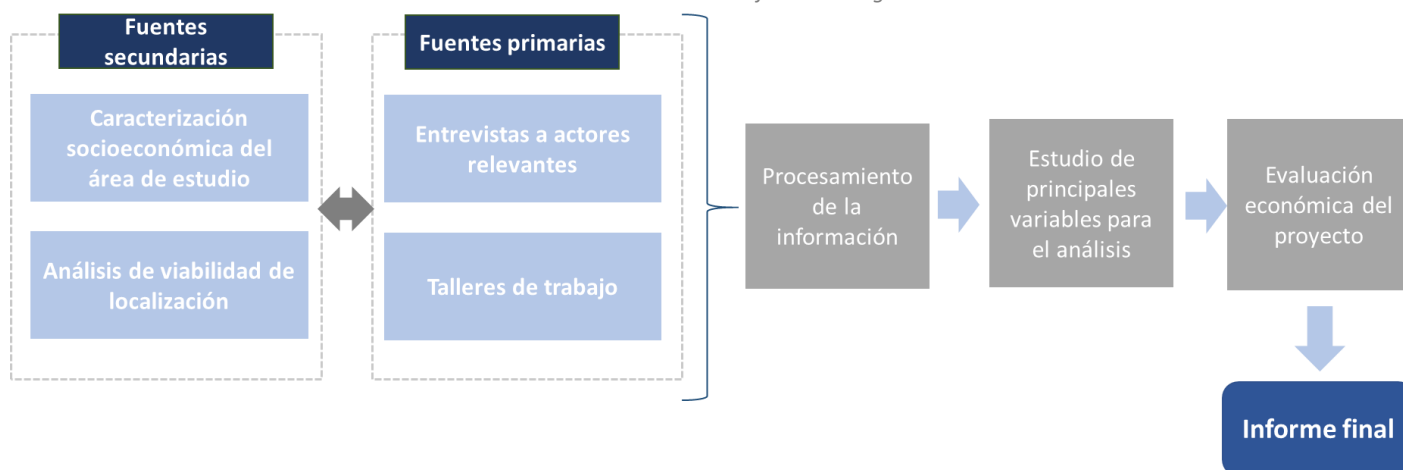 Fuentes
secundarias
Caracterización
socioeconómica del
área de estudio
Análisis de viabilidad de
localización
Fuentes primarias
Entrevistas a actores
relevantes
Talleres de trabajo
Procesamiento
de la
información
Estudio de
principales
variables para
el análisis
Evaluación
económica del
proyecto
Informe final